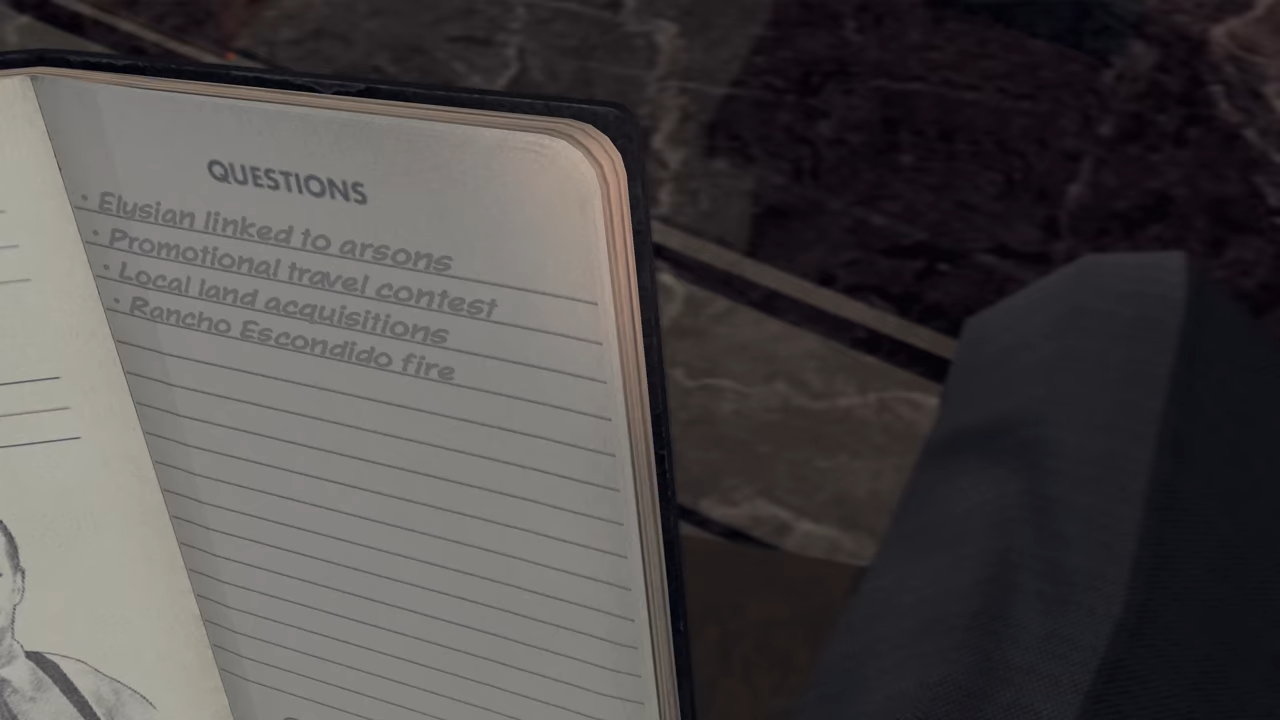 QUESTIONS
• Elusian linked to arsons
• Promotional travel contest
• Local land acquisitions
• Rancho Escondido fire